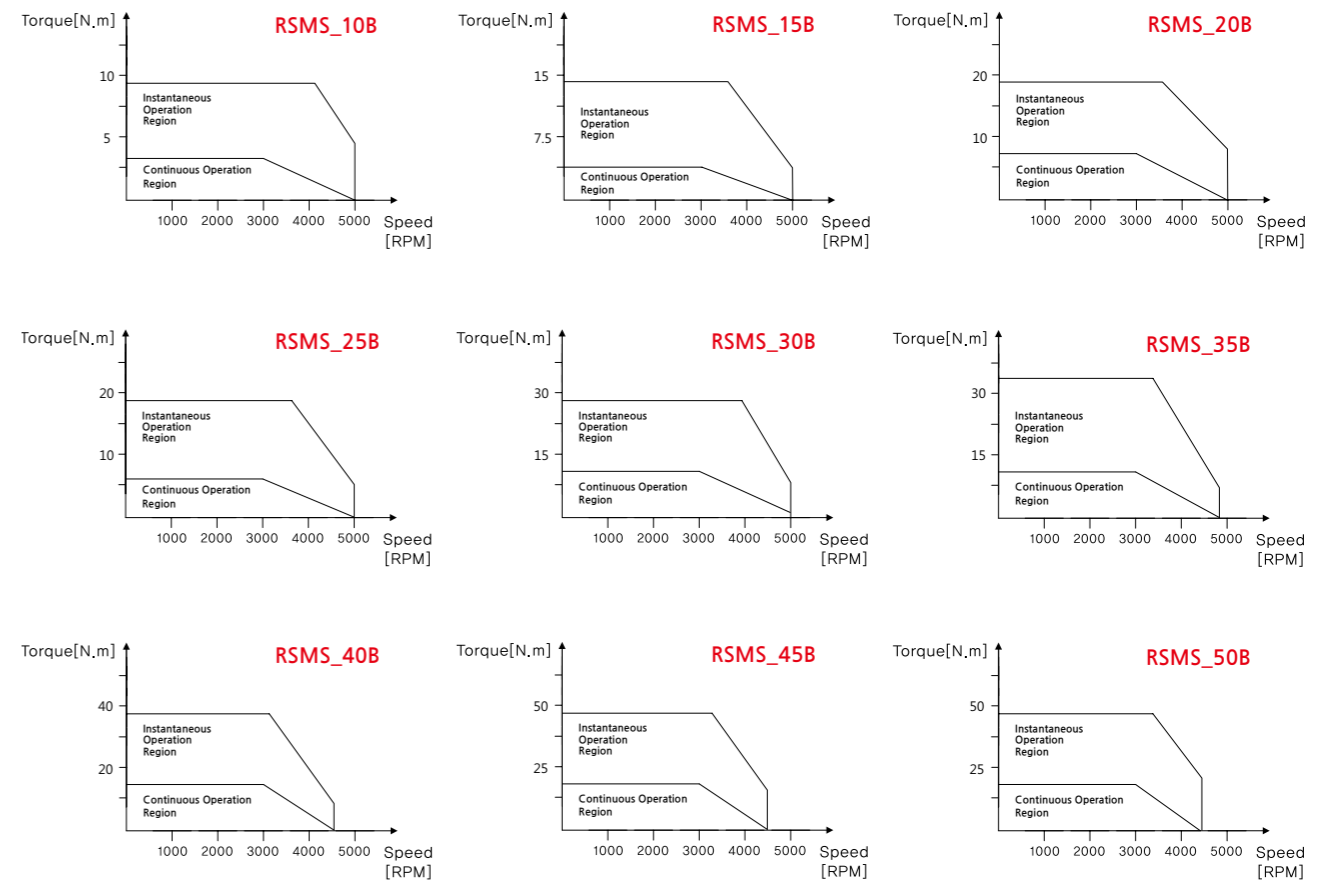 Torque[N.m]
RSMS_10B
10
5
Instantaneous
Operation
Region
Continuous Operation
Region
1000 2000 3000 4000 5000 Speed
[RPM]
Torque[N.m]
RSMS_15B
15
7.5
Instantaneous
Operation
Region
Continuous Operation
Region
1000 2000 3000 4000 5000 Speed
[RPM]
Torque[N.m]
RSMS_20B
20
10
Instantaneous
Operation
Region
Continuous Operation
Region
1000 2000 3000 4000 5000 Speed
[RPM]
Torque[N.m]
RSMS_25B
20
10
Instantaneous
Operation
Region
Continuous Operation
Region
1000 2000 3000 4000 5000 Speed
[RPM]
Torque[N.m]
RSMS_30B
30
15
Instantaneous
Operation
Region
Continuous Operation
Region
1000 2000 3000 4000 5000 Speed
[RPM]
Torque[N.m]
RSMS_35B
30
15
Instantaneous
Operation
Region
Continuous Operation
Region
1000 2000 3000 4000 5000 Speed
[RPM]
Torque[N.m]
RSMS_40B
40
20
Instantaneous
Operation
Region
Continuous Operation
Region
1000 2000 3000 4000 5000 Speed
[RPM]
Torque[N.m]
RSMS_45B
50
25
Instantaneous
Operation
Region
Continuous Operation
Region
1000 2000 3000 4000 5000 Speed
[RPM]
Torque[N.m]
RSMS_50B
50
25
Instantaneous
Operation
Region
Continuous Operation
Region
1000 2000 3000 4000 5000 Speed
[RPM]